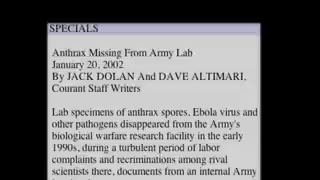 SPECIALS
Anthrax Missing From Army Lab
January 20, 2002
By JACK DOLAN And DAVE ALTIMARI,
Courant Staff Writers
Lab specimens of anthrax spores, Ebola virus and
other pathogens disappeared from the Army's
biological warfare research facility in the early
1990s, during a turbulent period of labor
complaints and recriminations among rival
scientists there, documents from an internal Army